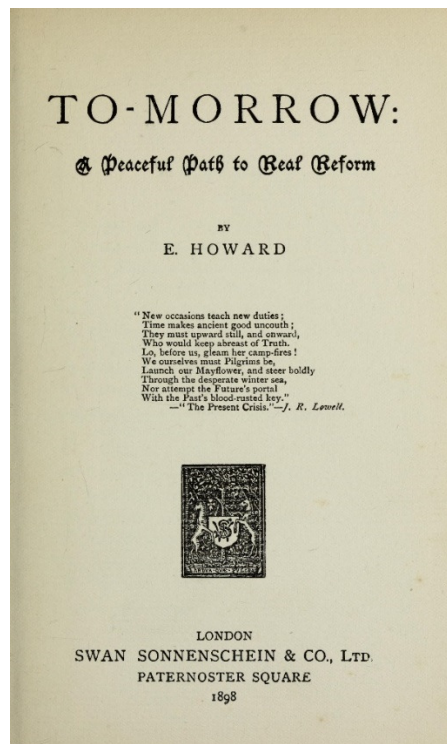 TO-MORROW:
A Peaceful Path to Real Reform
BY
E. HOWARD
"New occasions teach new duties;
Time makes ancient good uncouth;
They must upward still, and onward,
Who would keep abreast of Truth.
Lo, before us, gleam her camp-fires!
We ourselves must Pilgrims be,
Launch our Mayflower, and steer boldly
Through the desperate winter sea,
Nor attempt the Future's portal
With the Past's blood-rusted key."
—"The Present Crisis."—J. R. Lowell.
LONDON
SWAN SONNENSCHEIN & CO., LTD.
PATERNOSTER SQUARE
1898